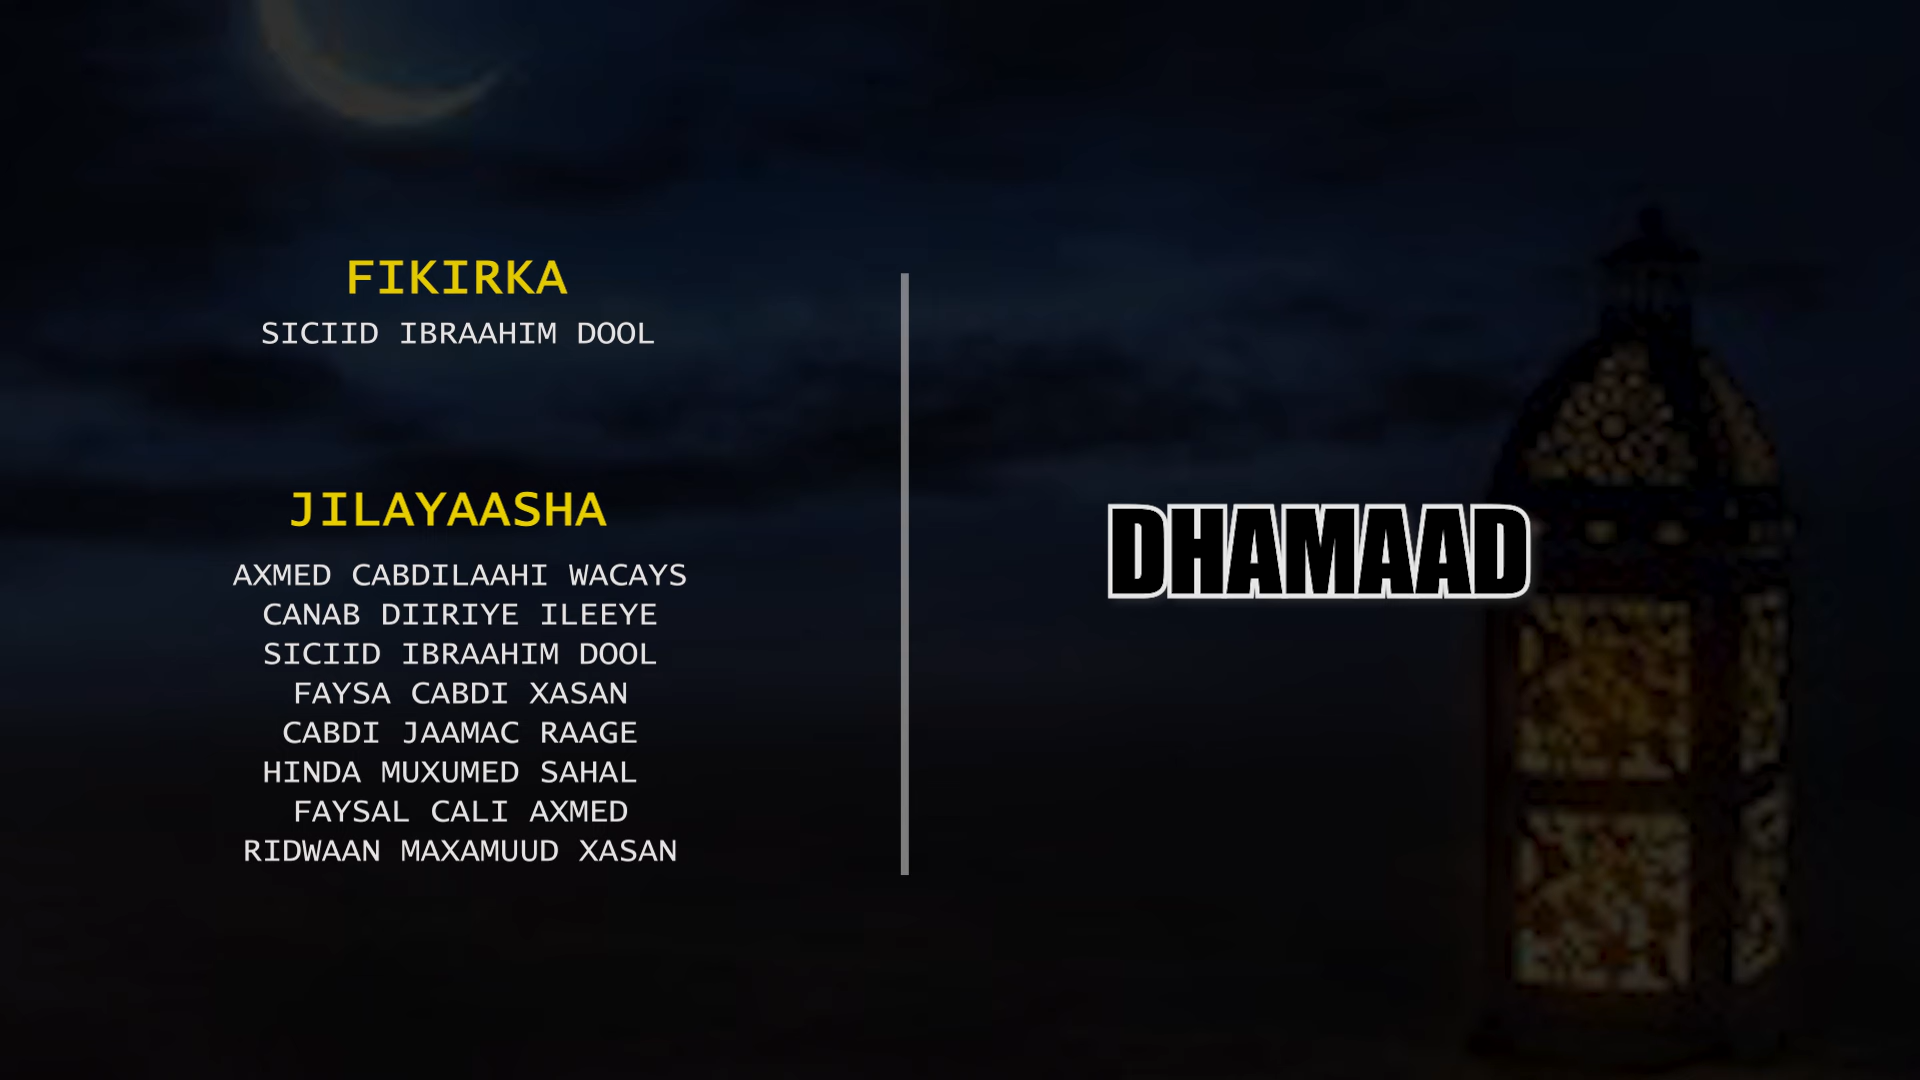 FIKIRKA
SICIID IBRAAHIM DOOL
JILAYAASHA
AXMED CABDILAAHI WACAYS
CANAB DIIRIYE ILEEYE
SICIID IBRAAHIM DOOL
FAYSA CABDI XASAN
CABDI JAAMAC RAAGE
HINDA MUXUMED SAHAL
FAYSAL CALI AXMED
RIDWAAN MAXAMUUD XASAN
DHAMAAD